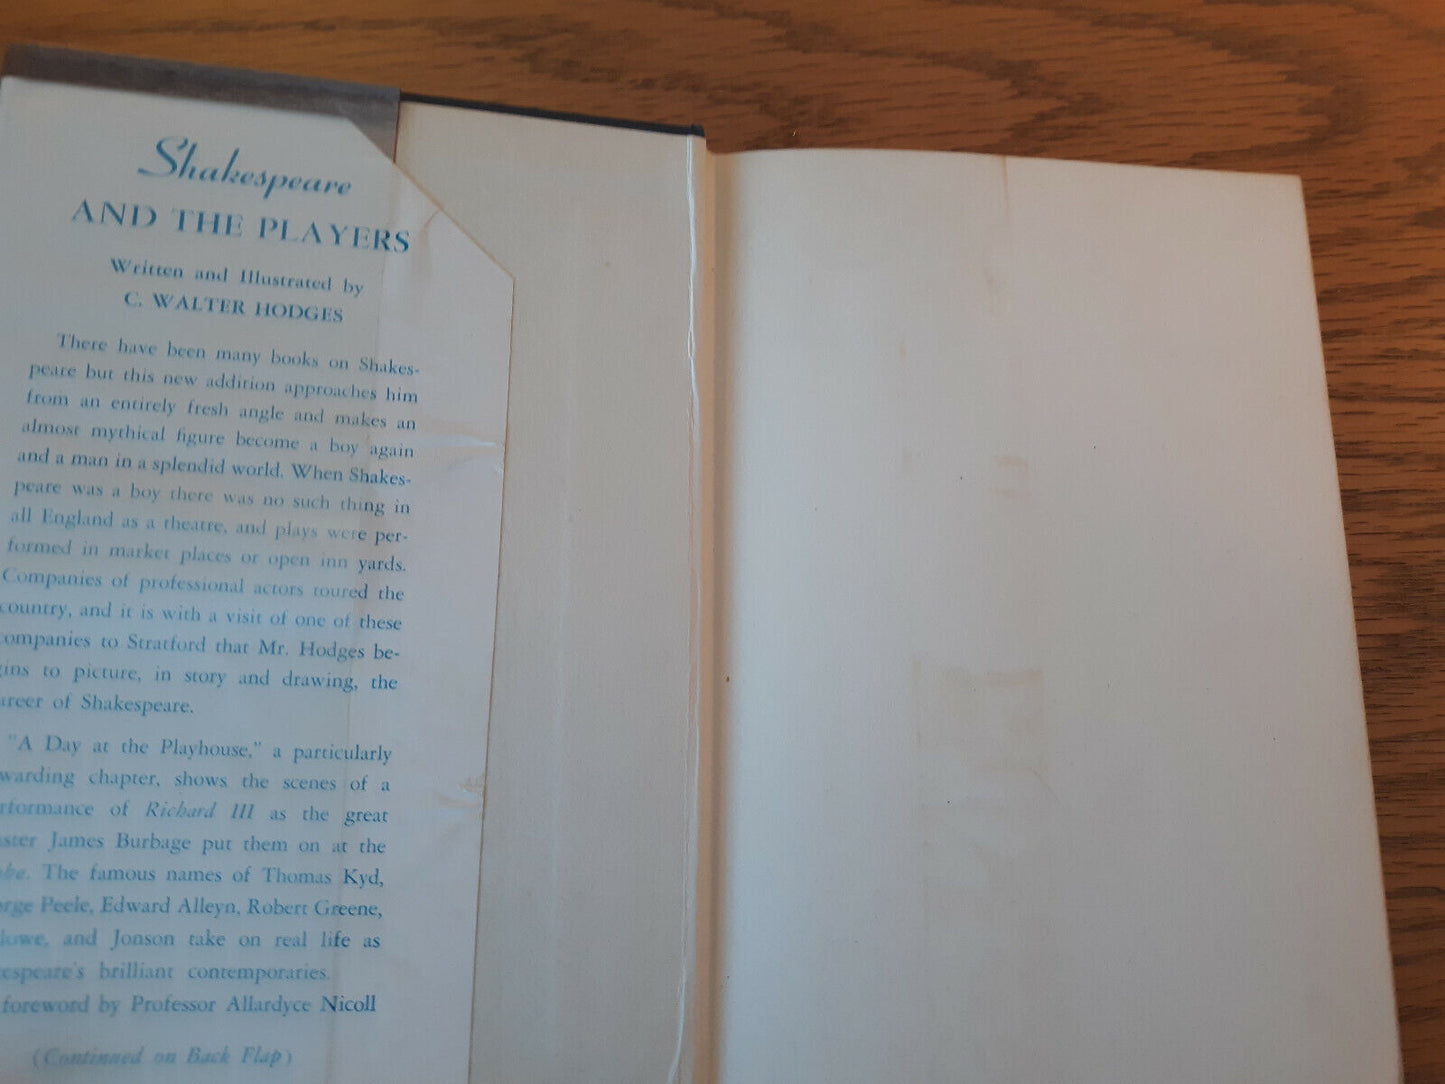 Shakespeare
AND THE PLAYERS
Written and Illustrated by
C. WALTER HODGES
There have been many books on Shakes-
peare but this new addition approaches him
from an entirely fresh angle and makes an
almost mythical figure become a boy again
and a man in a splendid world. When Shakes-
peare was a boy there was no such thing in
all England as a theatre, and plays were per-
formed in market places or open inn yards.
Companies of professional actors toured the
country, and it is with a visit of one of these
companies to Stratford that Mr. Hodges be-
gins to picture, in story and drawing, the
career of Shakespeare.
"A Day at the Playhouse," a particularly
warding chapter, shows the scenes of a
rformance of Richard III as the great
ster James Burbage put them on at the
be. The famous names of Thomas Kyd,
orge Peele, Edward Alleyn, Robert Greene,
lowe, and Jonson take on real life as
espeare's brilliant contemporaries.
foreword by Professor Allardyce Nicoll
(Continued on Back Flap)